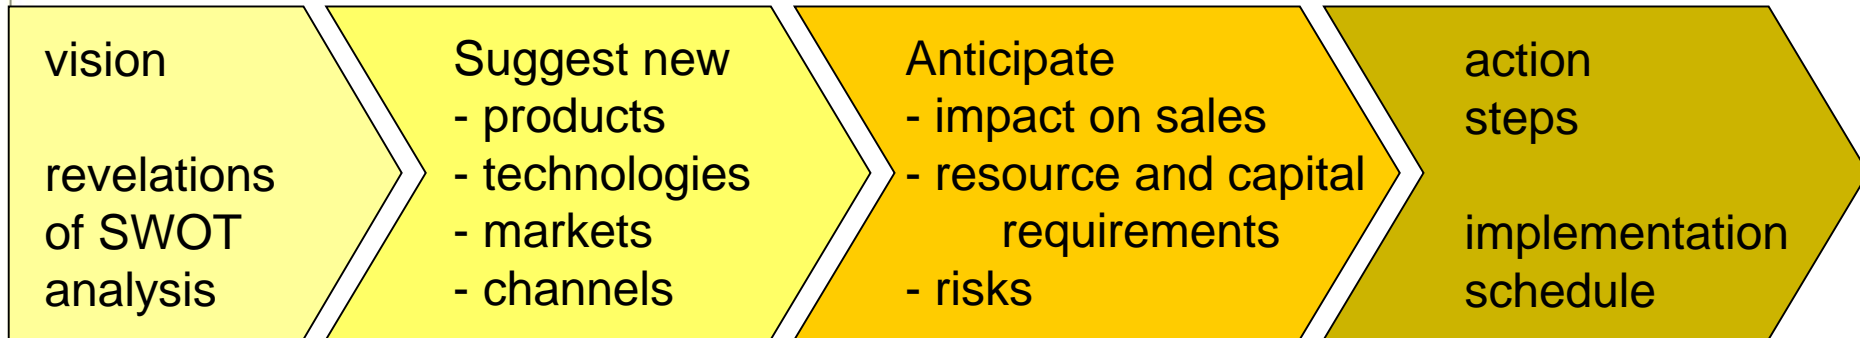 vision
revelations
of SWOT
analysis
Suggest new
- products
- technologies
- markets
- channels
Anticipate
- impact on sales
- resource and capital
requirements
- risks
action
steps
implementation
schedule